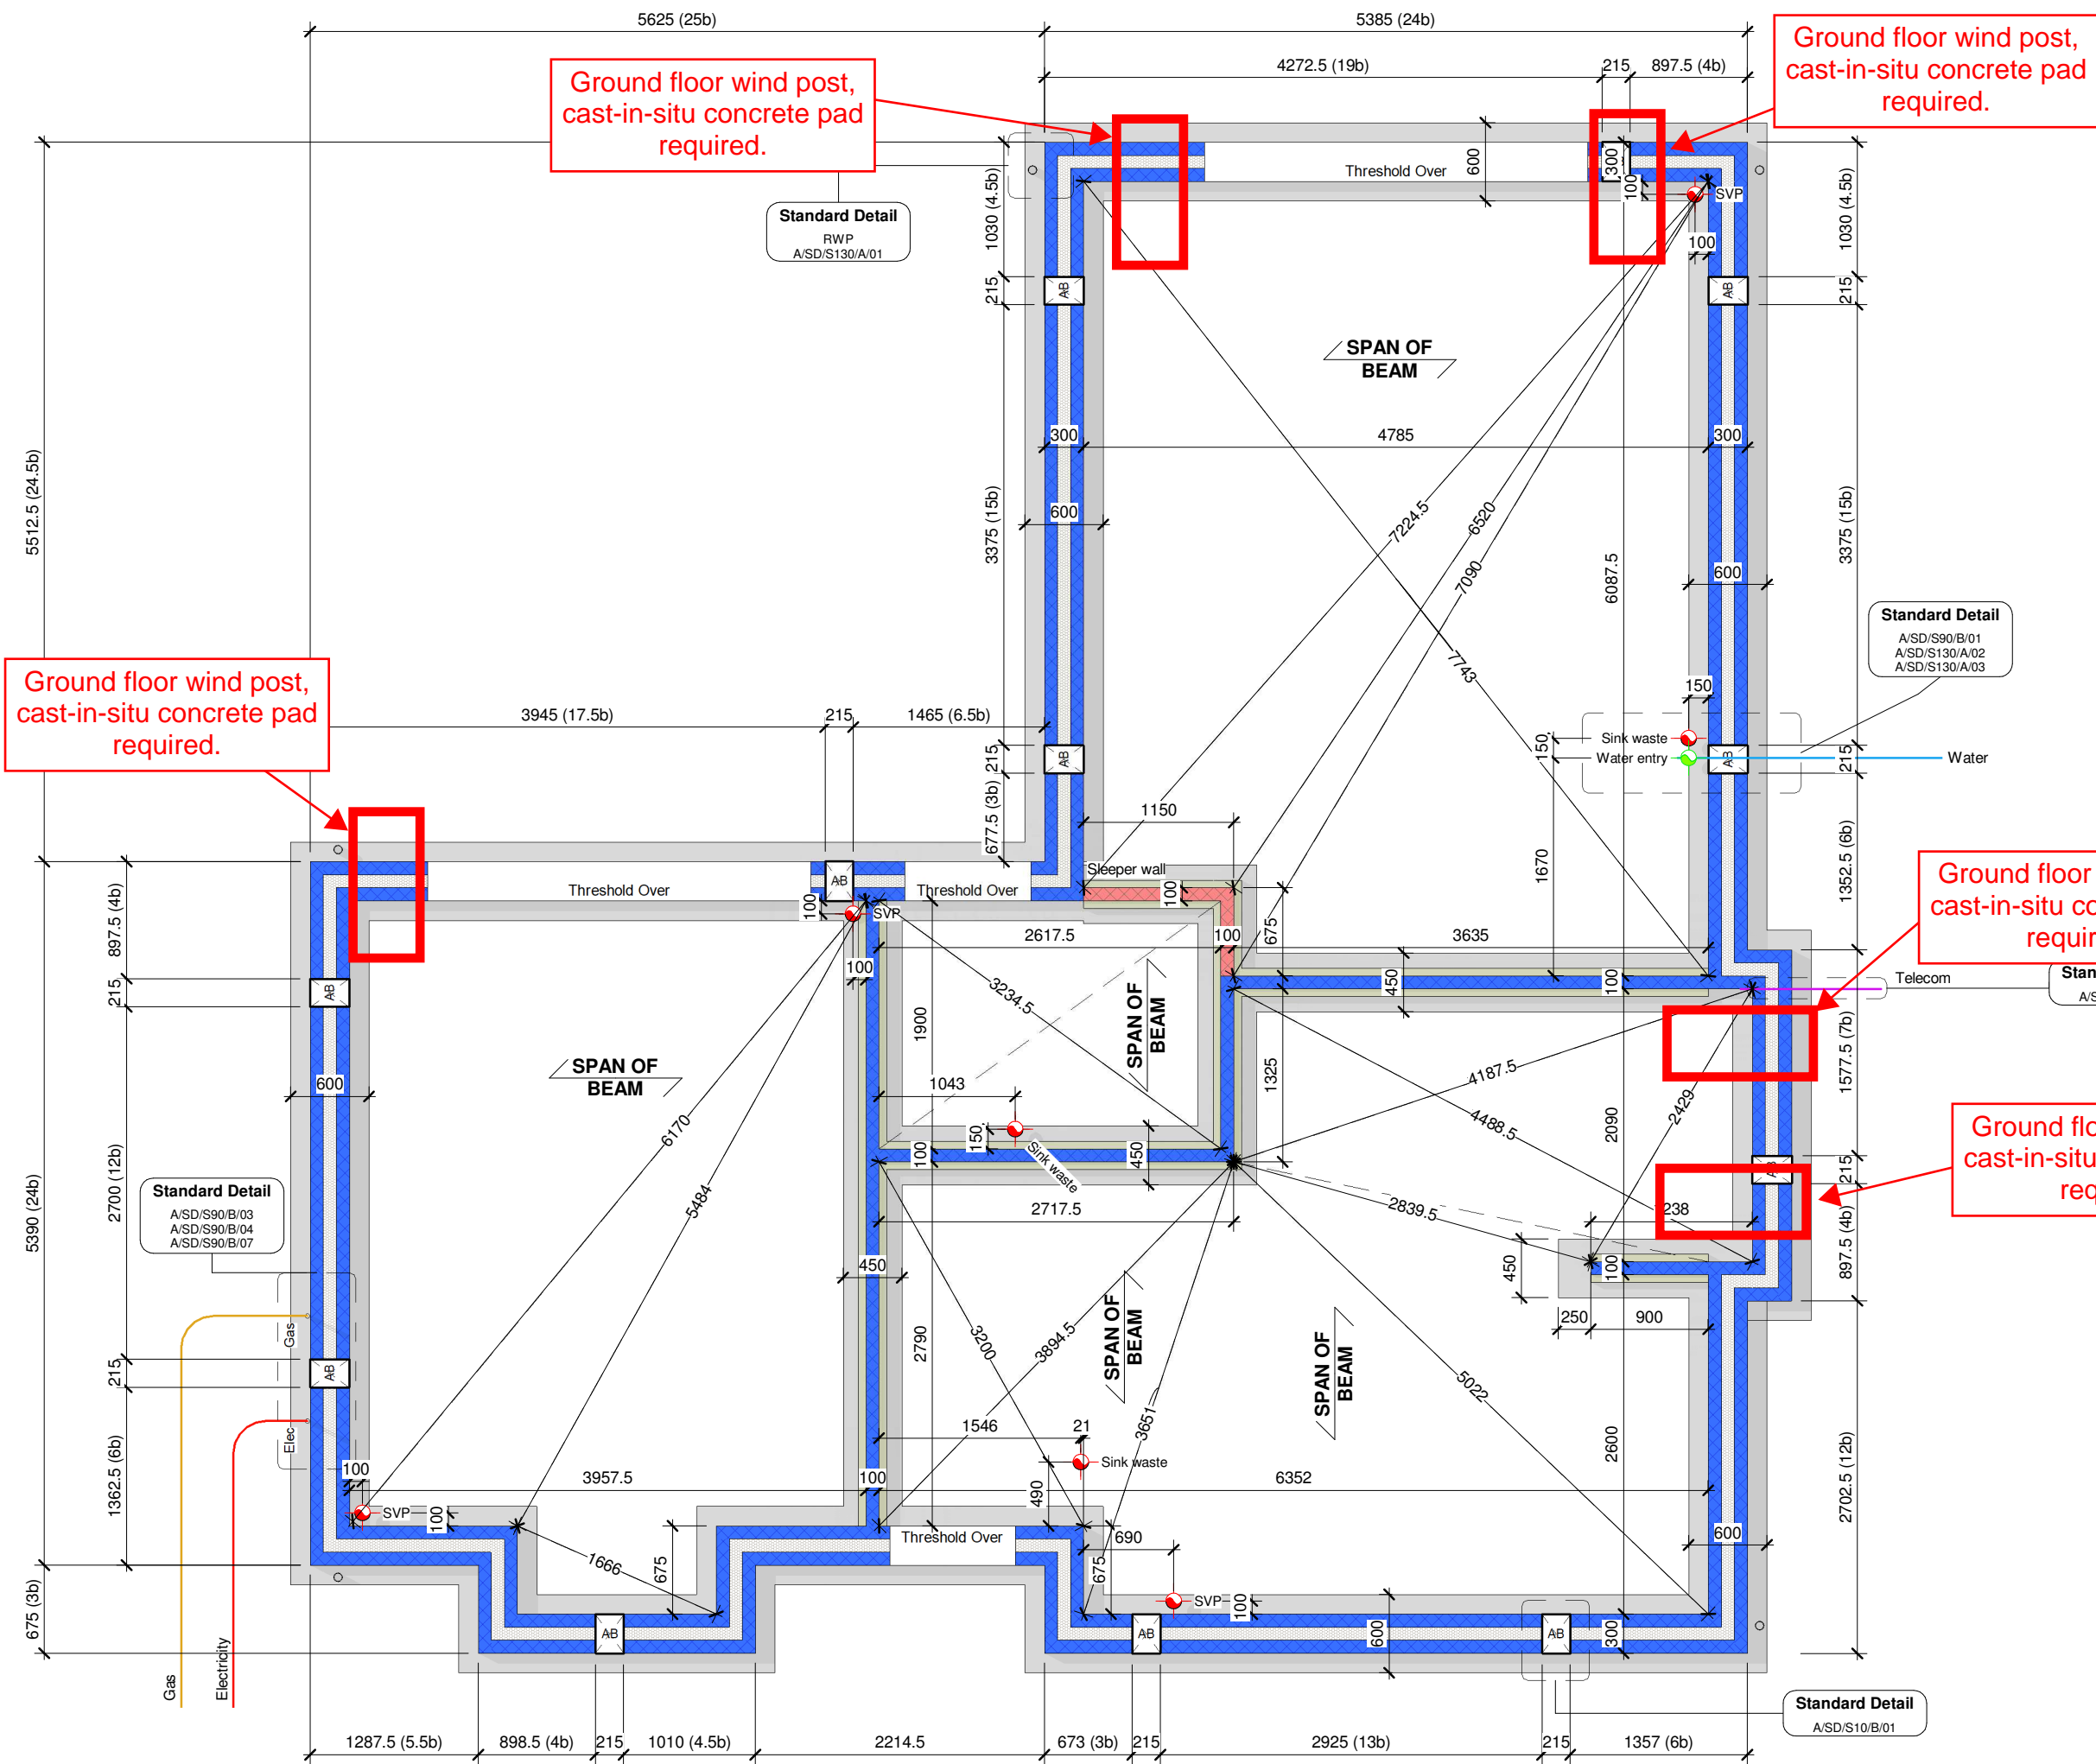 5625 (25b)
5385 (24b)
4272.5 (19b)
215
897.5 (4b)
Ground floor wind post,
cast-in-situ concrete pad
required.
Ground floor wind post,
cast-in-situ concrete pad
required.
Standard Detail
RWP
A/SD/S130/A/01
Threshold Over
600
300
100
SVP
100
1030 (4.5b)
1030 (4.5b)
215
A-B
A-B
215
SPAN OF
BEAM
300
4785
300
5512.5 (24.5b)
3375 (15b)
600
7224.5
6520
7090
7743
6087.5
600
3375 (15b)
Standard Detail
A/SD/S90/B/01
A/SD/S130/A/02
A/SD/S130/A/03
Ground floor wind post,
cast-in-situ concrete pad
required.
3945 (17.5b)
215
1465 (6.5b)
215
A-B
677.5 (3b)
150
150
Sink waste
Water entry
A-B
215
Water
1150
1670
1352.5 (6b)
Sleeper wall
100
675
Threshold Over
A-B
Threshold Over
100
SVP
100
897.5 (4b)
215
A-B
2617.5
100
3635
450
100
Ground floor
cast-in-situ
Telecom
3234.5
1900
SPAN OF
BEAM
SPAN OF
BEAM
600
1043
1325
4187.5
4488.5
2429
2090
1577.5 (7b)
6170
5484
150
Sink waste
100
450
A-B
215
Ground
cast-in-situ
5390 (24b)
2700 (12b)
Standard Detail
A/SD/S90/B/03
A/SD/S90/B/04
A/SD/S90/B/07
2717.5
2839.5
238
897.5 (4b)
450
450
100
250
900
Gas
A-B
215
Elec
2790
3200
3894.5
SPAN OF
BEAM
3651
SPAN OF
BEAM
5022
2600
1546
21
Sink waste
490
1362.5 (6b)
100
3957.5
100
6352
2702.5 (12b)
SVP
100
Threshold Over
690
600
1666
675
675
SVP
100
675 (3b)
A-B
A-B
600
A-B
300
Gas
Electricity
Standard Detail
A/SD/S10/B/01
1287.5 (5.5b)
898.5 (4b)
215
1010 (4.5b)
2214.5
673 (3b)
215
2925 (13b)
215
1357 (6b)